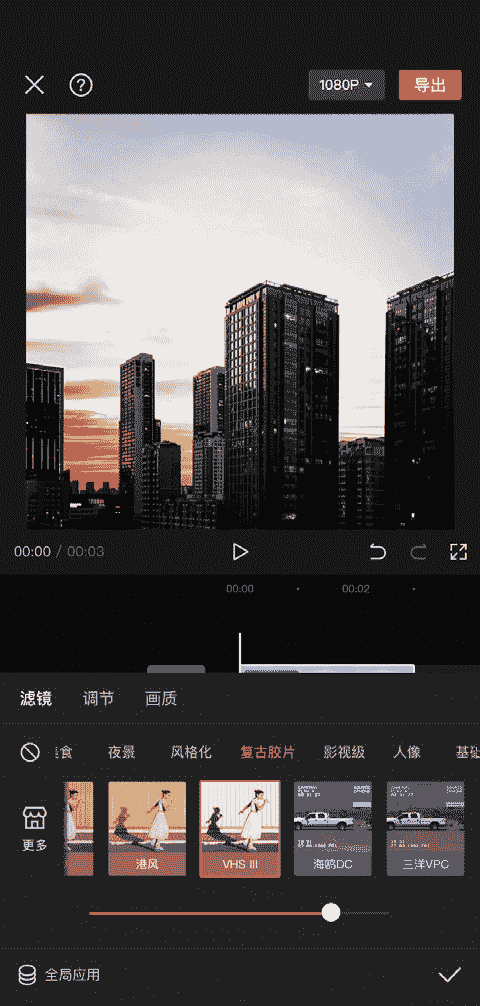 1080P
导出
00:00 / 00:03
00:00
00:02
滤镜 调节 画质
食 夜景 风格化 复古胶片 影视级 人像 基础
更多
港风 VHS III 海鸥DC 三洋VPC
全局应用